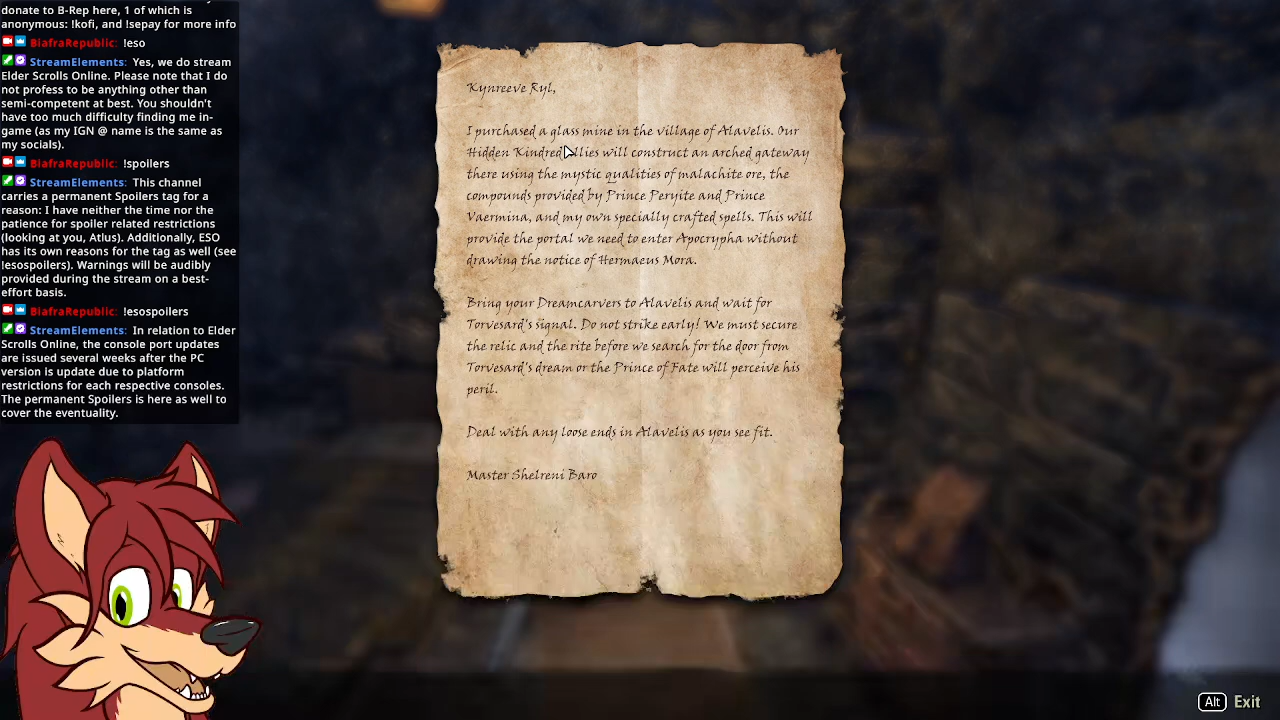 donate to B-Rep here, 1 of which is
anonymous: !kofi, and !sepay for more info
BiafraRepublic: !eso
StreamElements: Yes, we do stream
Elder Scrolls Online. Please note that I do
not profess to be anything other than
semi-competent at best. You shouldn't
have too much difficulty finding me in-
game (as my IGN @ name is the same as
my socials).
BiafraRepublic: !spoilers
StreamElements: This channel
carries a permanent Spoilers tag for a
reason: I have neither the time nor the
patience for spoiler related restrictions
(looking at you, Atlus). Additionally, ESO
has its own reasons for the tag as well (see
!esospoilers). Warnings will be audibly
provided during the stream on a best-
effort basis.
BiafraRepublic: !esospoilers
StreamElements: In relation to Elder
Scrolls Online, the console port updates
are issued several weeks after the PC
version is update due to platform
restrictions for each respective consoles.
The permanent Spoilers is here as well to
cover the eventuality.
Kynreeve Ryl,
I purchased a glass mine in the village of Alavelis. Our
Hidden Kindred allies will construct an arched gateway
there using the mystic qualities of malachite ore, the
compounds provided by Prince Peryite and Prince
Vaermina, and my own specially crafted spells. This will
provide the portal we need to enter Apocrypha without
drawing the notice of Hermaeus Mora.
Bring your Dreamcarvers to Alavelis and wait for
Torvesard's signal. Do not strike early! We must secure
the relic and the rite before we search for the door from
Torvesard's dream or the Prince of Fate will perceive his
peril.
Deal with any loose ends in Alavelis as you see fit.
Master Shelreni Baro
Alt Exit